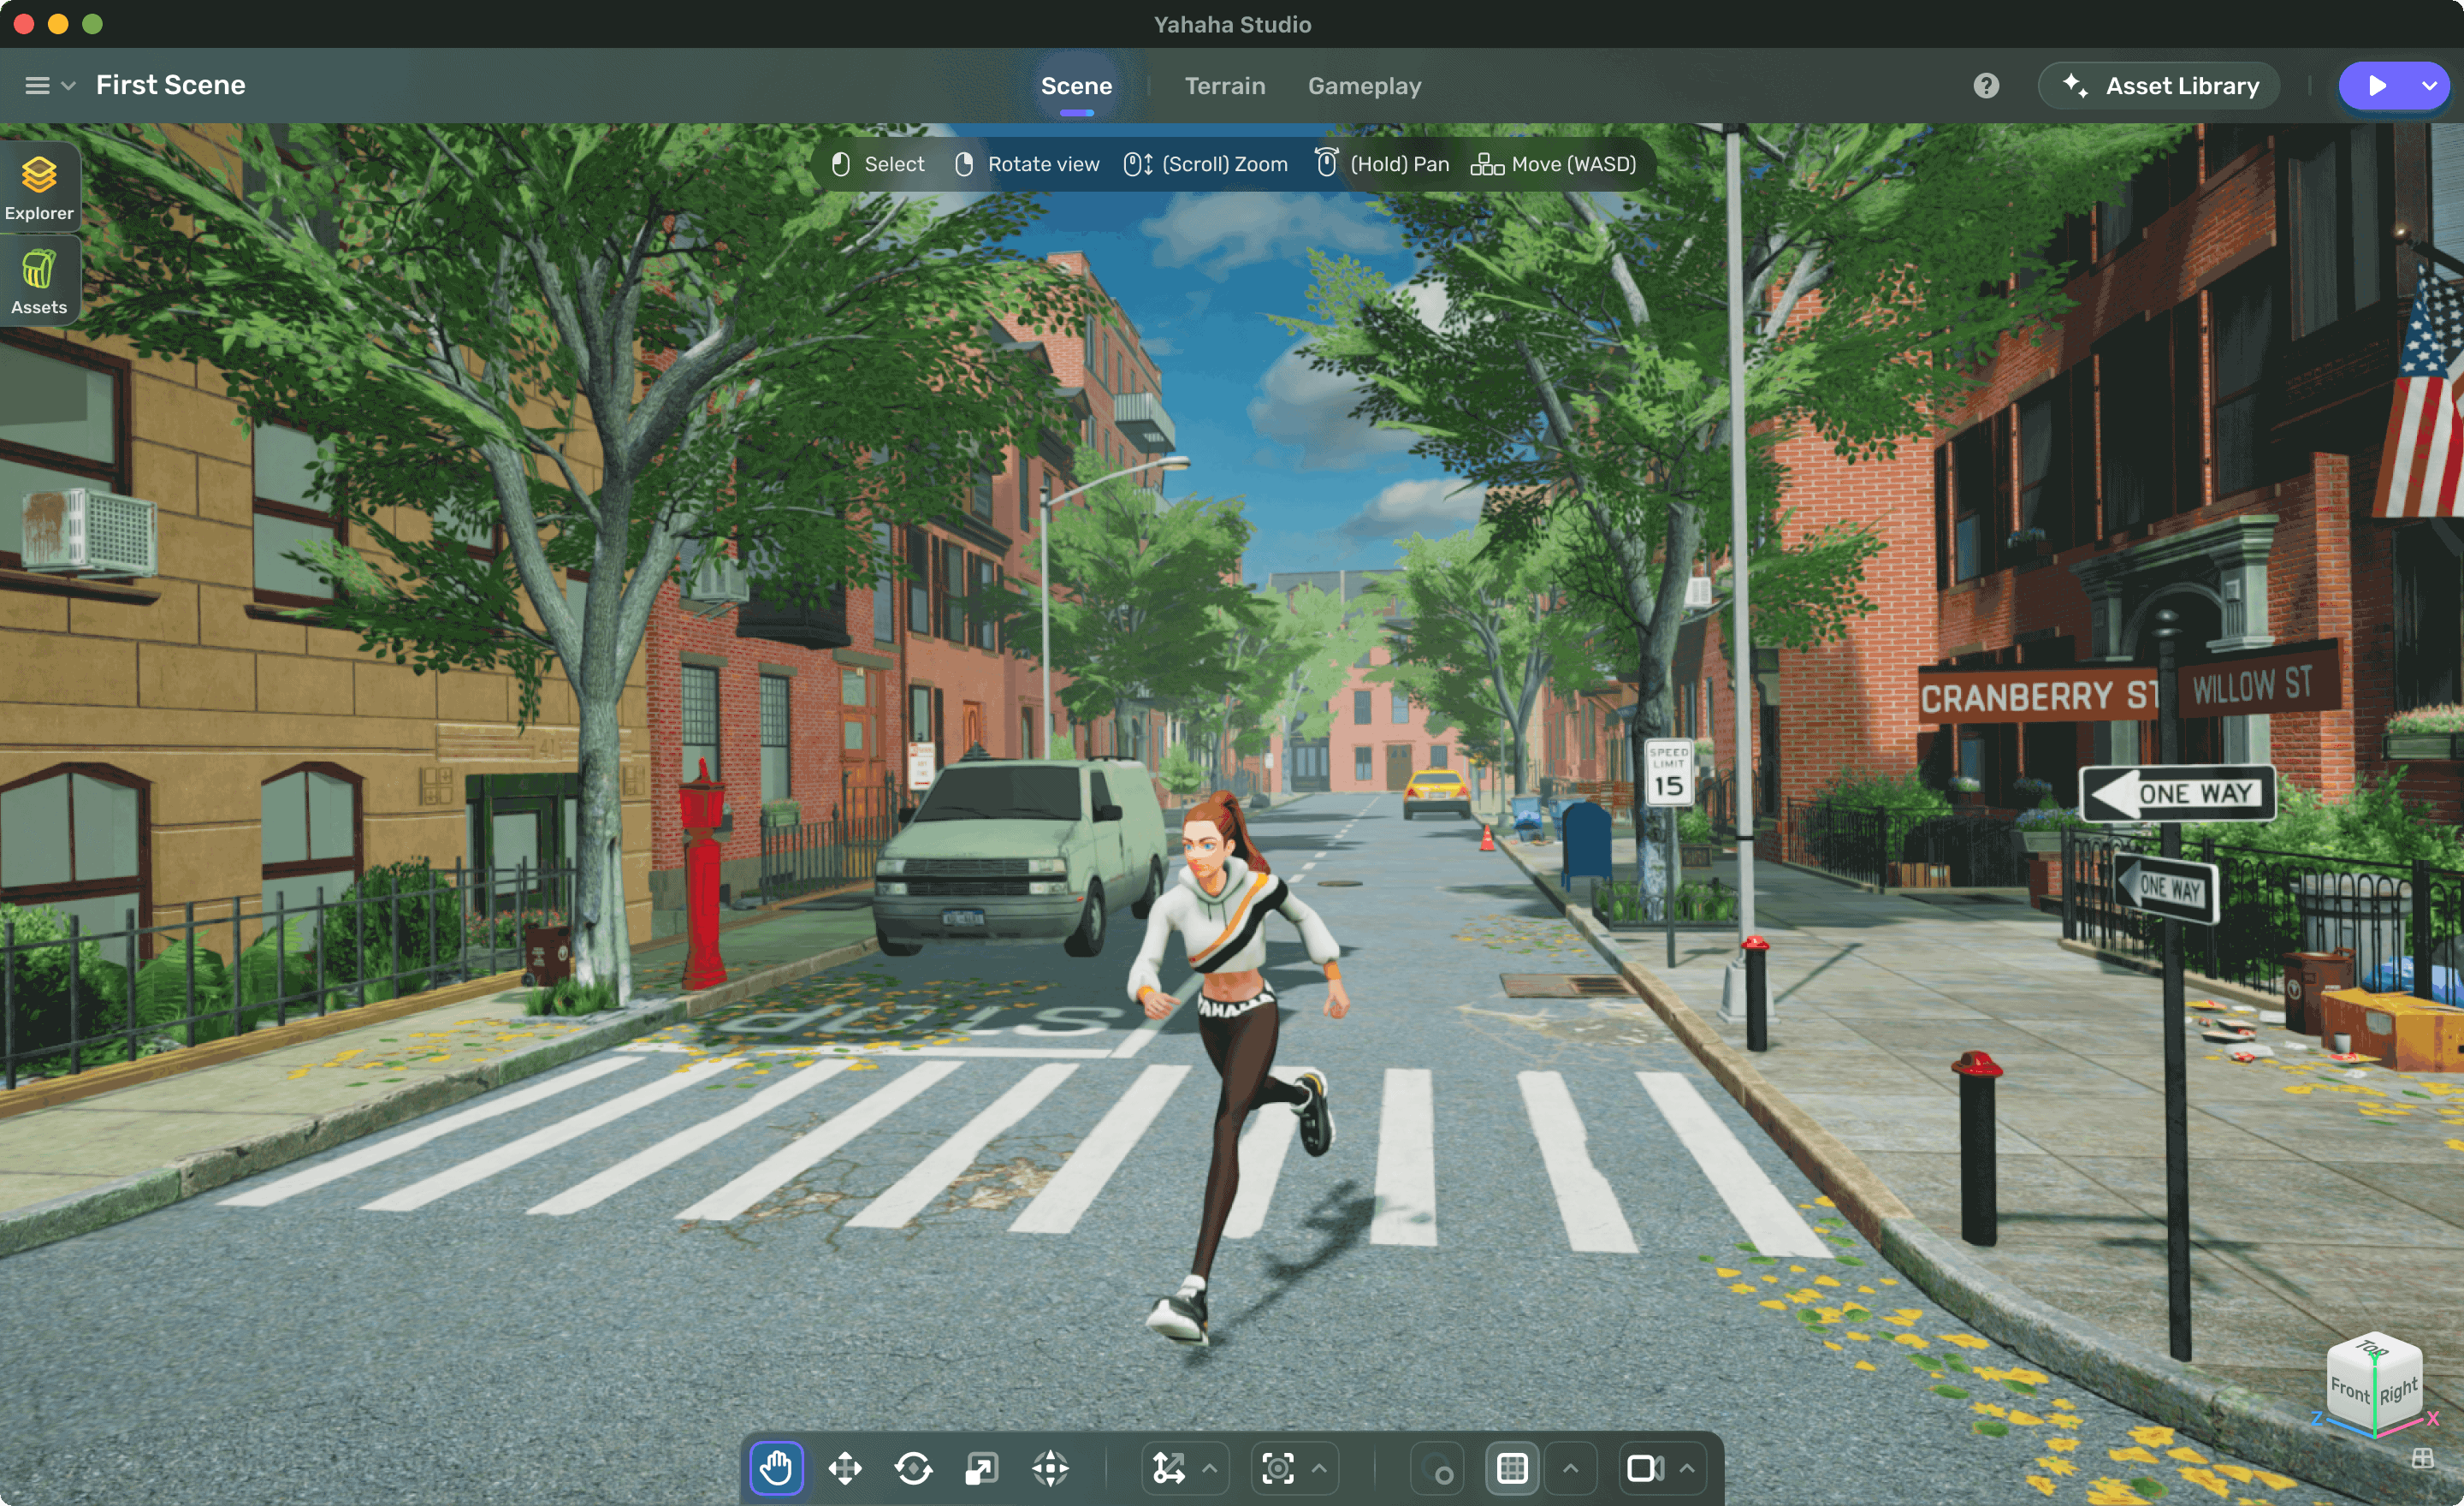 Yahaha Studio
First Scene
Scene
Terrain
Gameplay
Asset Library
Select
Rotate view
(Scroll) Zoom
(Hold) Pan
Move (WASD)
Explorer
Assets
CRANBERRY ST
WILLOW ST
SPEED
LIMIT
15
ONE WAY
ONE WAY
41
YAHAHA
STOP
Top
Front
Right
Y
Z
X